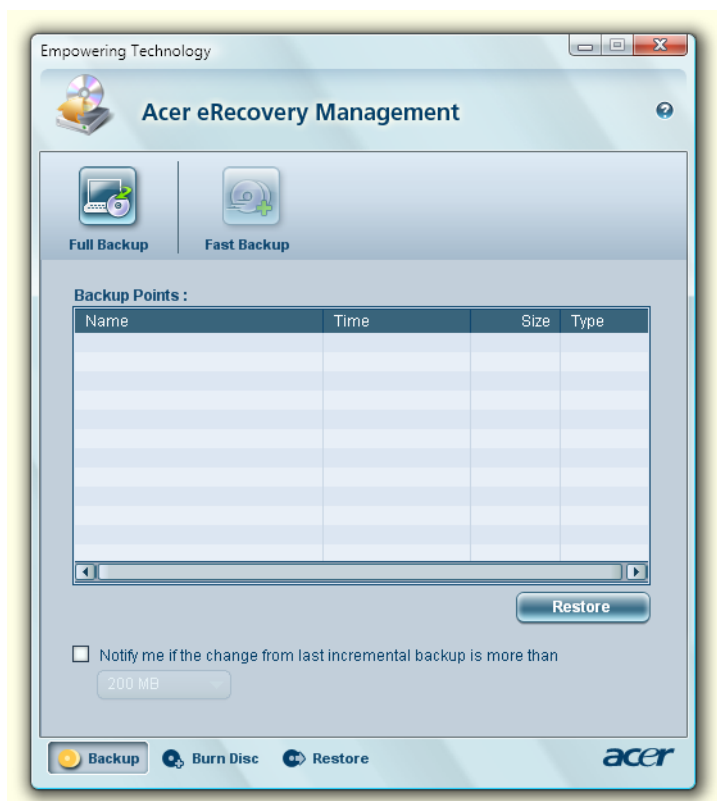 Empowering Technology
Acer eRecovery Management
Full Backup
Fast Backup
Backup Points :
Name Time Size Type
Restore
Notify me if the change from last incremental backup is more than
200 MB
Backup Burn Disc Restore
acer